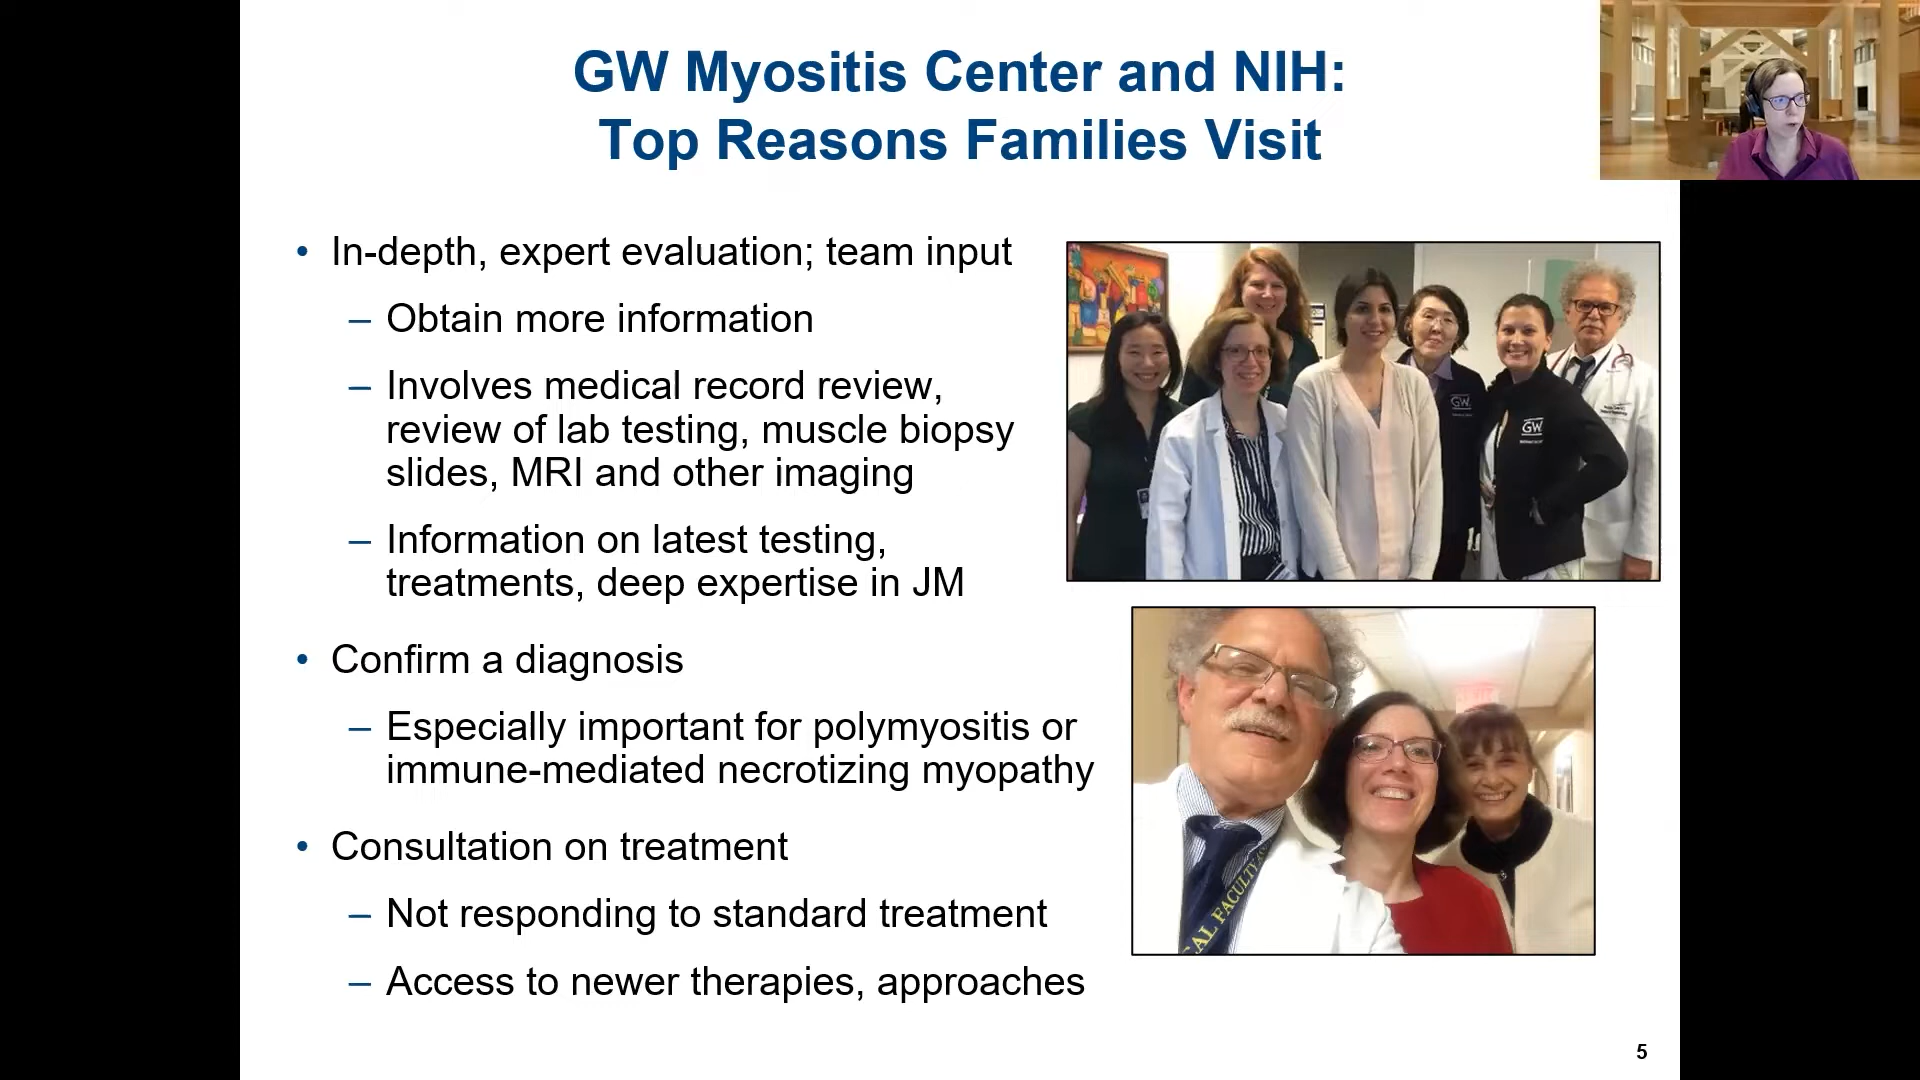 GW Myositis Center and NIH:
Top Reasons Families Visit
• In-depth, expert evaluation; team input
– Obtain more information
– Involves medical record review,
review of lab testing, muscle biopsy
slides, MRI and other imaging
– Information on latest testing,
treatments, deep expertise in JM
• Confirm a diagnosis
– Especially important for polymyositis or
immune-mediated necrotizing myopathy
• Consultation on treatment
– Not responding to standard treatment
– Access to newer therapies, approaches
GW
GW
FACULTY
5